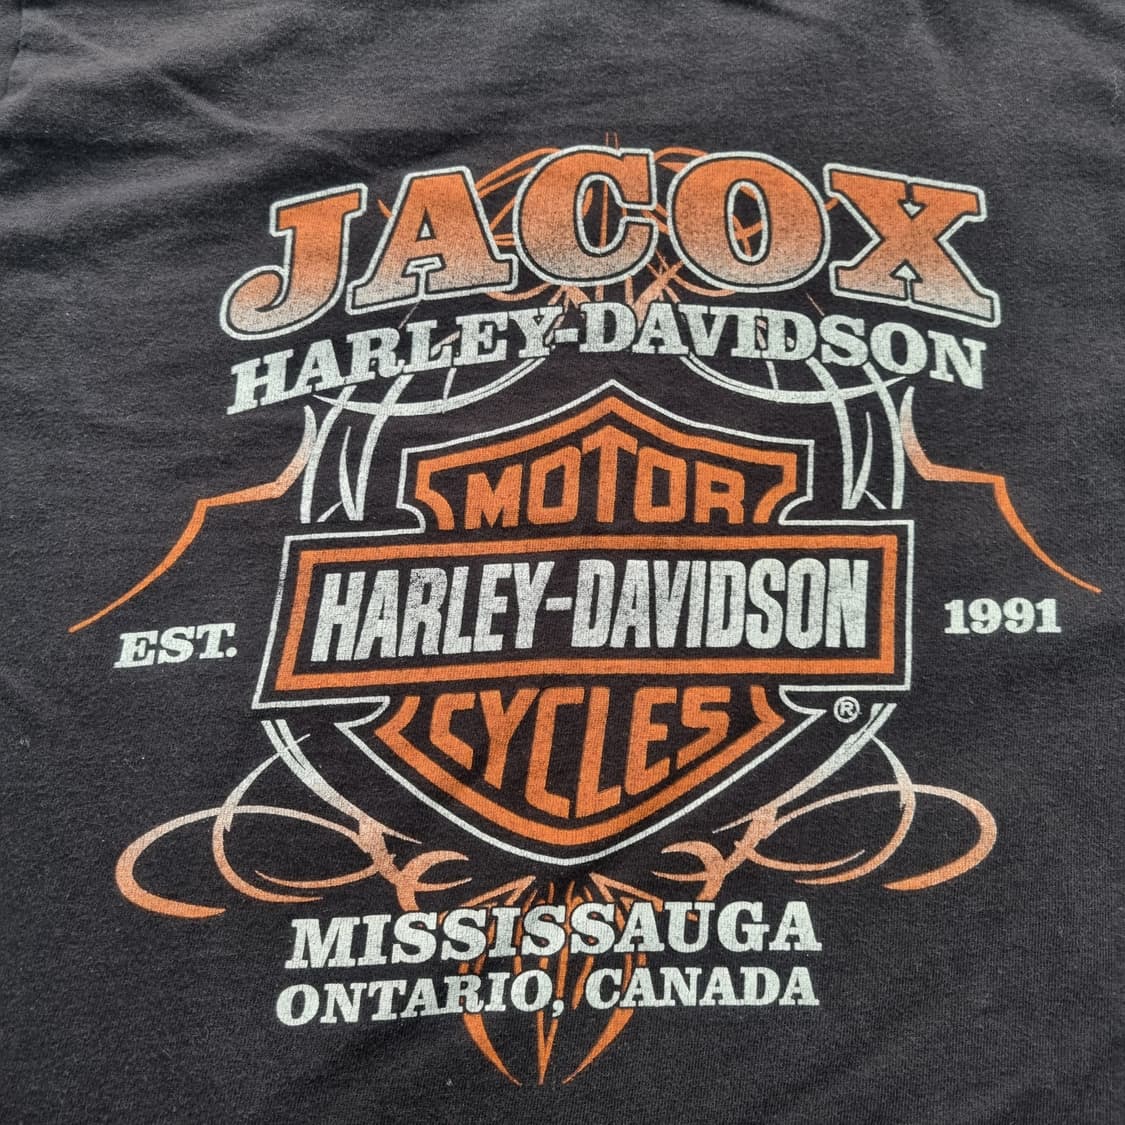 JACOX
HARLEY-DAVIDSON
MOTOR
HARLEY-DAVIDSON
EST.
1991
CYCLES
®
MISSISSAUGA
ONTARIO, CANADA